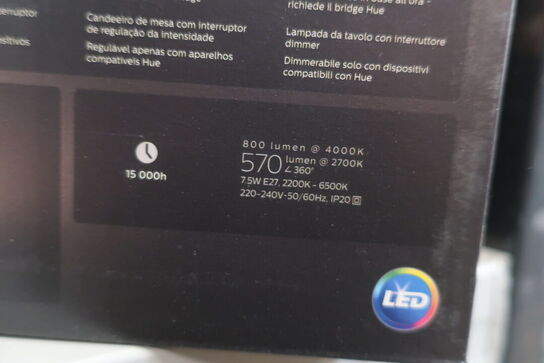 richiede il bridge Hue
Candeeiro de mesa com interruptor
de regulação da intensidade
Regulável apenas com aparelhos
compatíveis Hue
Lampada da tavolo con interruttore
dimmer
Dimmerabile solo con dispositivi
compatibili con Hue
15 000h
800 lumen @ 4000K
570 lumen @ 2700K
∠ 360°
7.5W E27, 2200K - 6500K
220-240V~50/60Hz, IP20
LED